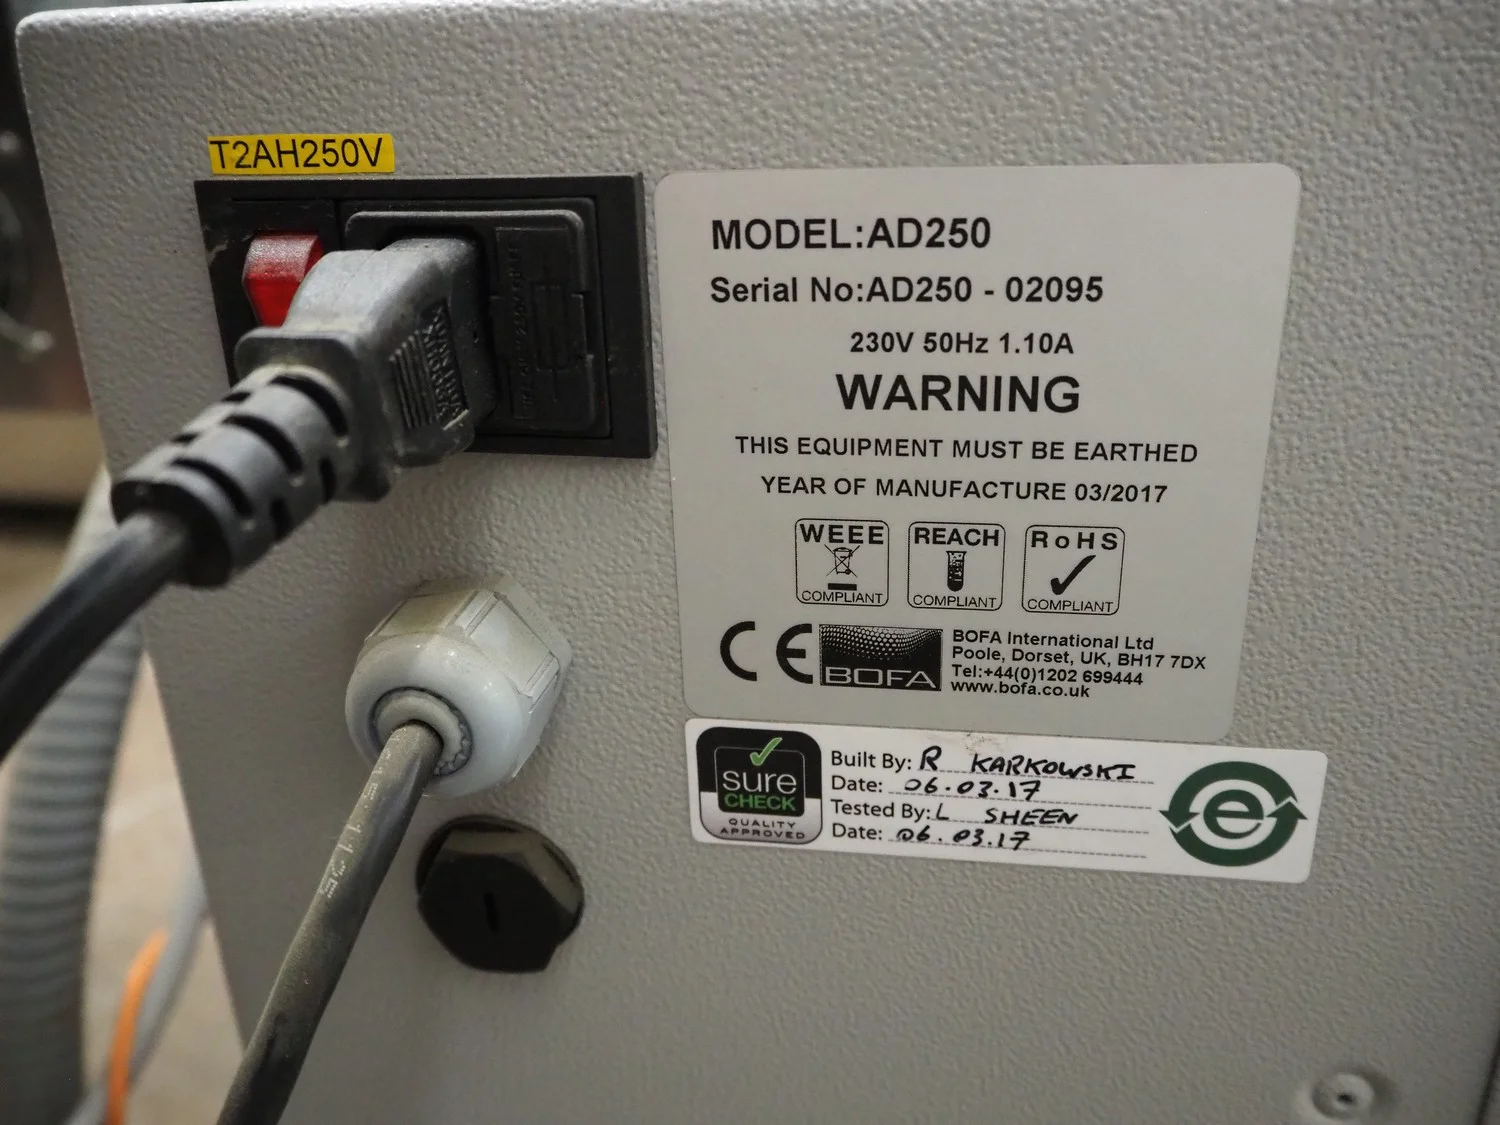 T2AH250V
MODEL:AD250
Serial No:AD250 - 02095
230V 50Hz 1.10A
WARNING
THIS EQUIPMENT MUST BE EARTHED
YEAR OF MANUFACTURE 03/2017
WEEE
COMPLIANT
REACH
COMPLIANT
RoHS
COMPLIANT
CE
BOFA
BOFA International Ltd
Poole, Dorset, UK, BH17 7DX
Tel:+44(0)1202 699444
www.bofa.co.uk
sure
CHECK
QUALITY
APPROVED
Built By: R KARKOWSKI
Date: 06.03.17
Tested By: L SHEEN
Date: 06.03.17
e